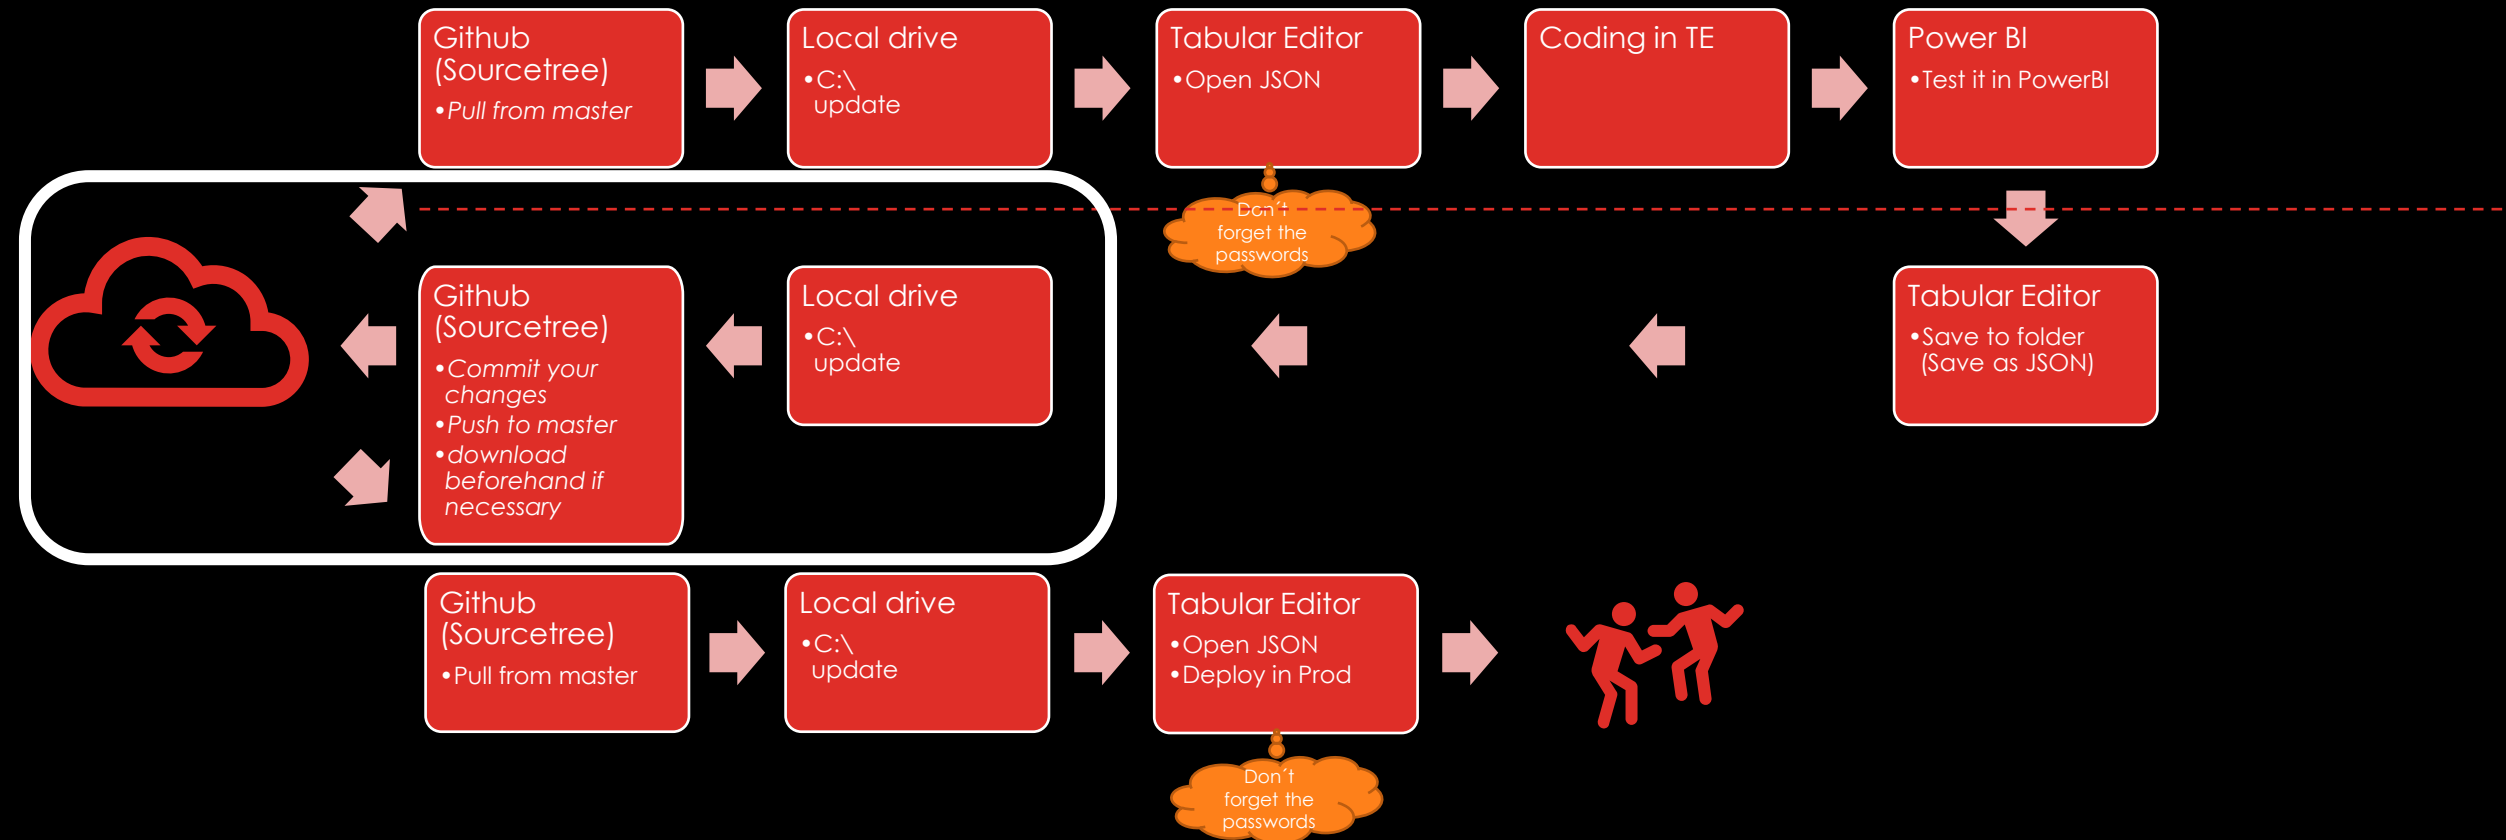 Github
(Sourcetree)
•Pull from master
Local drive
•C:\
update
Tabular Editor
•Open JSON
Coding in TE
Power BI
•Test it in PowerBI
Don´t
forget the
passwords
Github
(Sourcetree)
•Commit your
changes
•Push to master
•download
beforehand if
necessary
Local drive
•C:\
update
Tabular Editor
•Save to folder
(Save as JSON)
Github
(Sourcetree)
•Pull from master
Local drive
•C:\
update
Tabular Editor
•Open JSON
•Deploy in Prod
Don´t
forget the
passwords